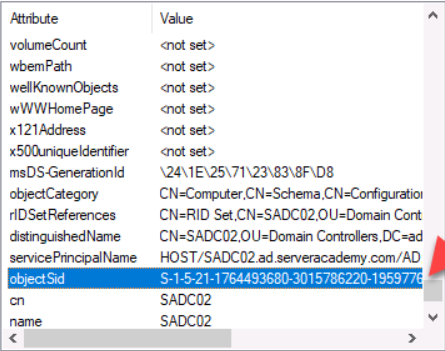 Attribute Value
volumeCount <not set>
wbemPath <not set>
wellKnownObjects <not set>
wWWHomePage <not set>
x121Address <not set>
x500uniqueIdentifier <not set>
msDS-GenerationId \24\1E\25\71\23\83\8F\D8
objectCategory CN=Computer,CN=Schema,CN=Configuration
rIDSetReferences CN=RID Set,CN=SADC02,OU=Domain Cont
distinguishedName CN=SADC02,OU=Domain Controllers,DC=ad
servicePrincipalName HOST/SADC02.ad.serveracademy.com/AD
objectSid S-1-5-21-1764493680-3015786220-1959776
cn SADC02
name SADC02